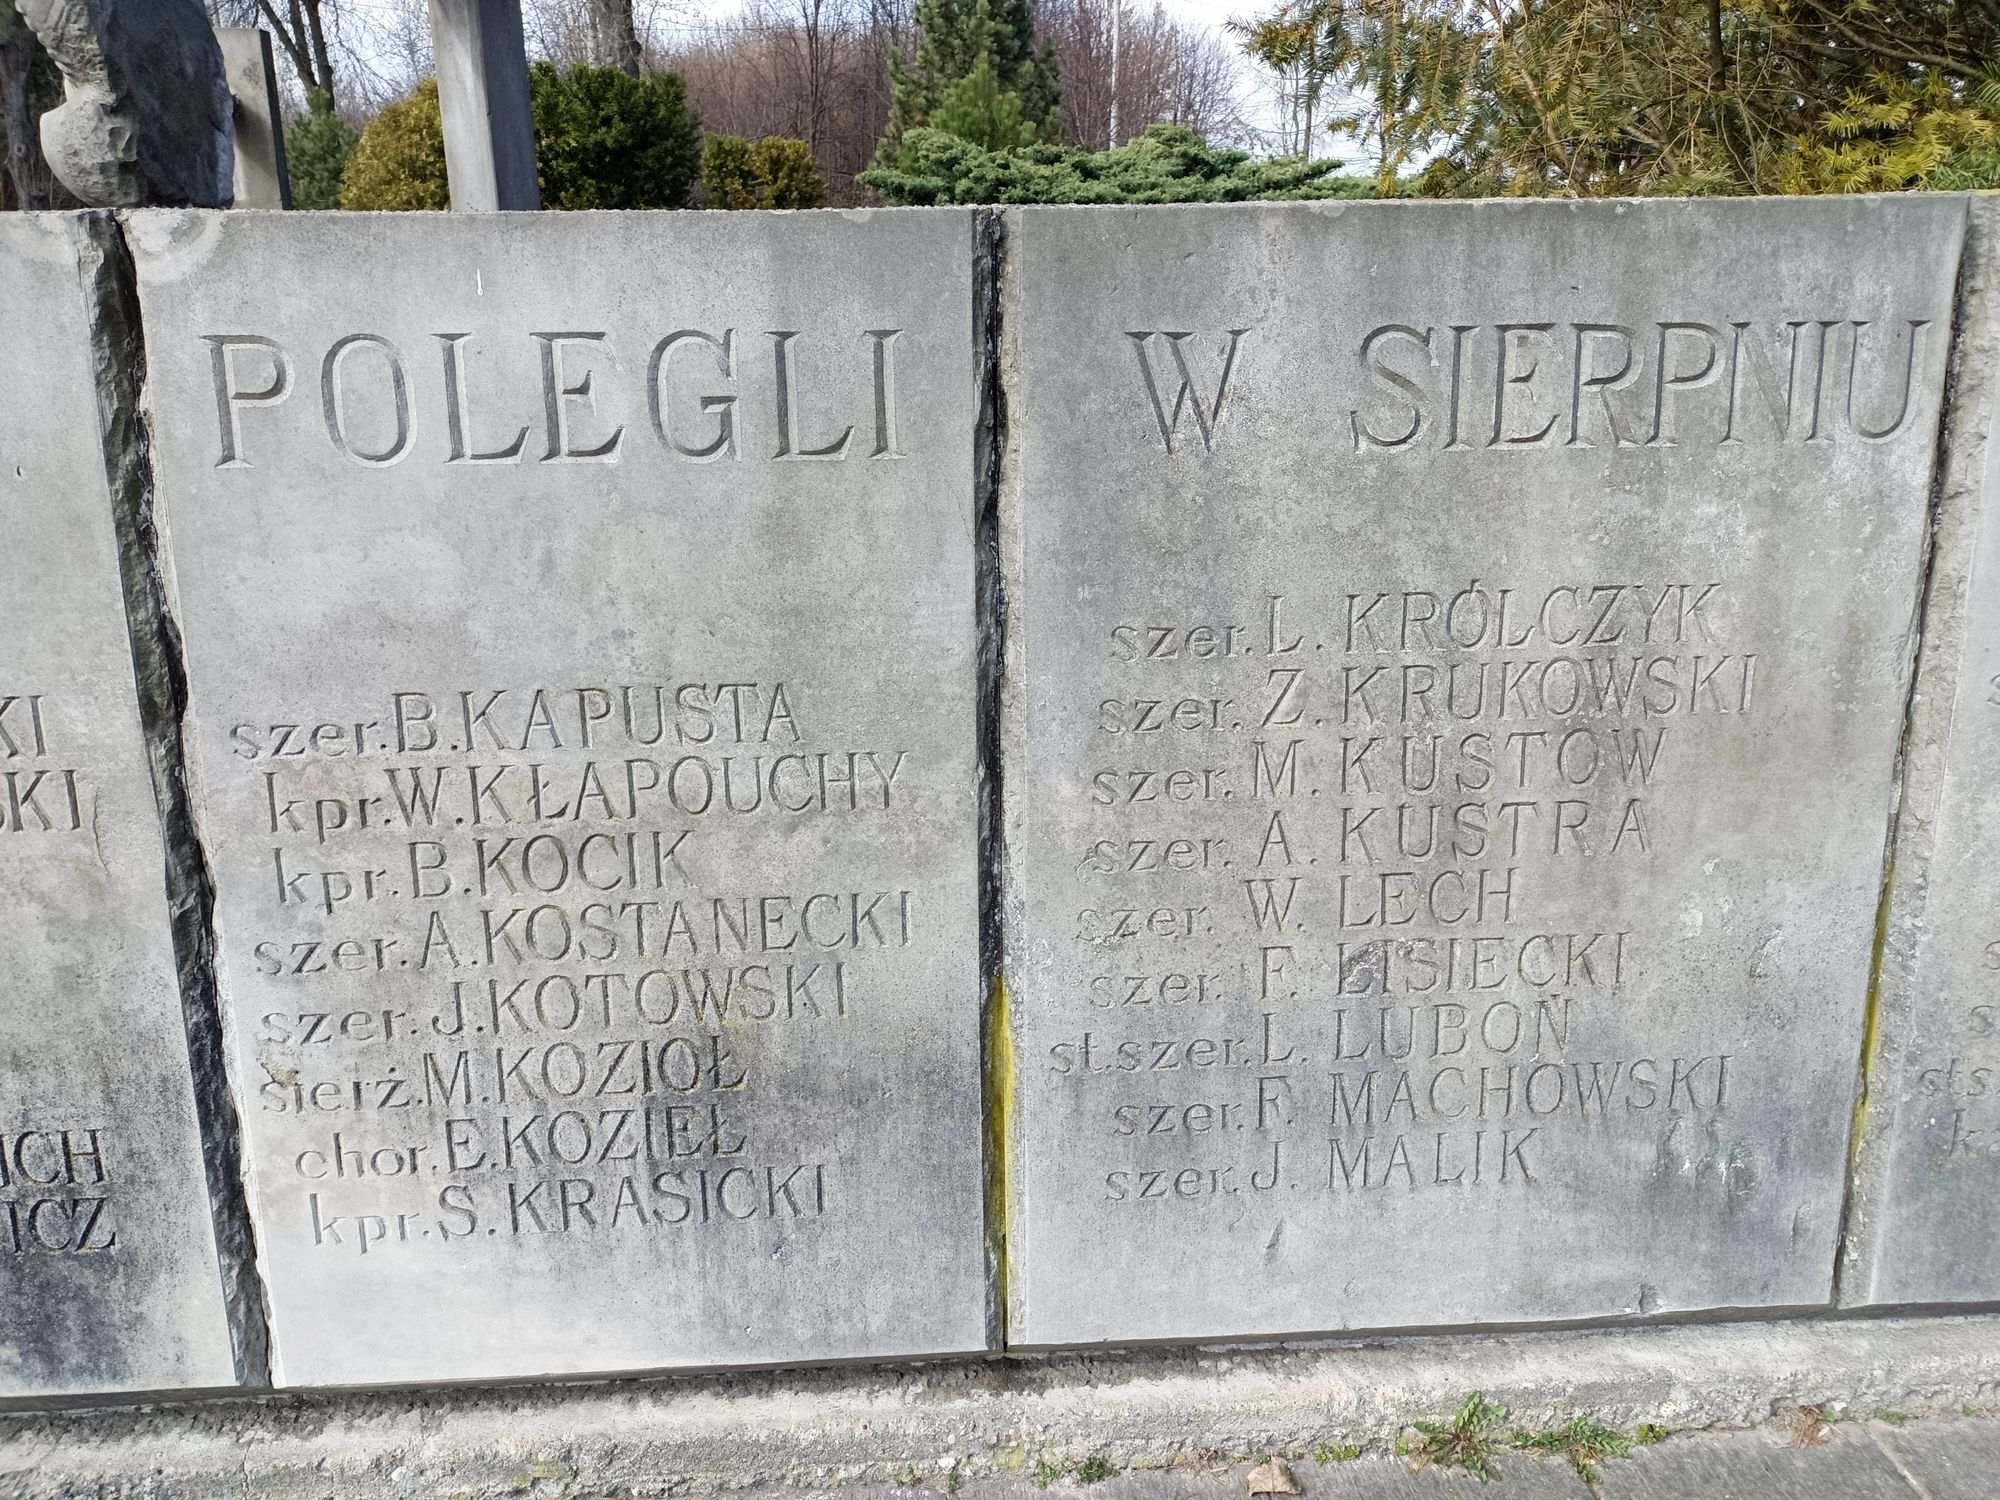 POLEGLI W SIERPNIU
szer. B. KAPUSTA
kpr. W. KŁAPOUCHY
kpr. B. KOCIK
szer. A. KOSTANECKI
szer. J. KOTOWSKI
sierż. M. KOZIOŁ
chor. E. KOZIEŁ
kpr. S. KRASICKI
szer. L. KRÓLCZYK
szer. Z. KRUKOWSKI
szer. M. KUSTOW
szer. A. KUSTRA
szer. W. LECH
szer. F. LISIECKI
st.szer. L. LUBOŃ
szer. F. MACHOWSKI
szer. J. MALIK